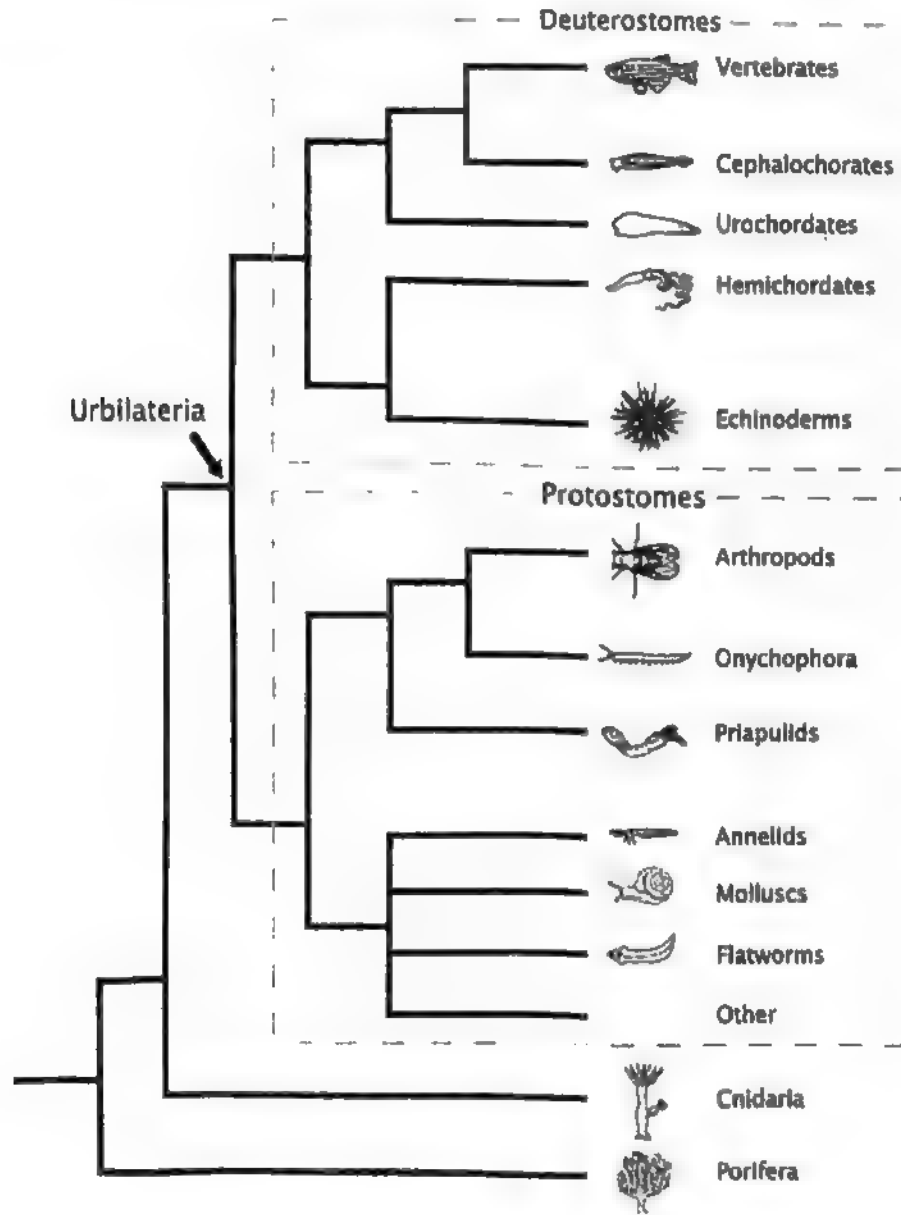 Deuterostomes
Vertebrates
Cephalochorates
Urochordates
Hemichordates
Urbilateria
Echinoderms
Protostomes
Arthropods
Onychophora
Priapulids
Annelids
Molluscs
Flatworms
Other
Cnidaria
Porifera